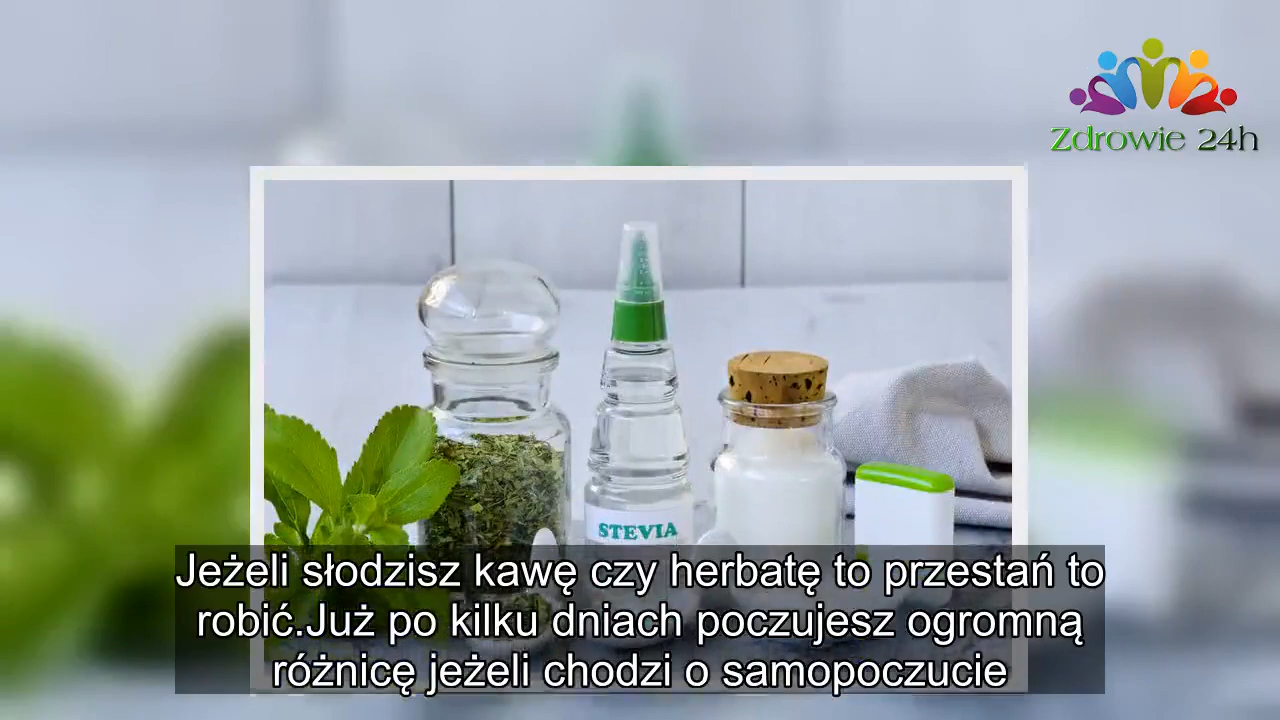 Zdrowie 24h
STEVIA
Jeżeli słodzisz kawę czy herbatę to przestań to
robić.Już po kilku dniach poczujesz ogromną
różnicę jeżeli chodzi o samopoczucie